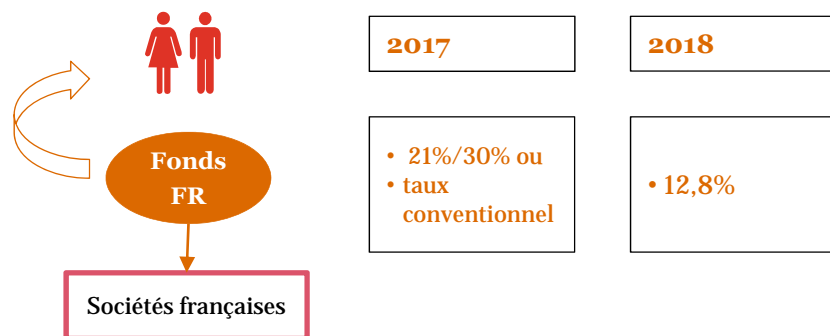 2017
2018
Fonds
FR
• 21%/30% ou
• taux
conventionnel
• 12,8%
Sociétés françaises